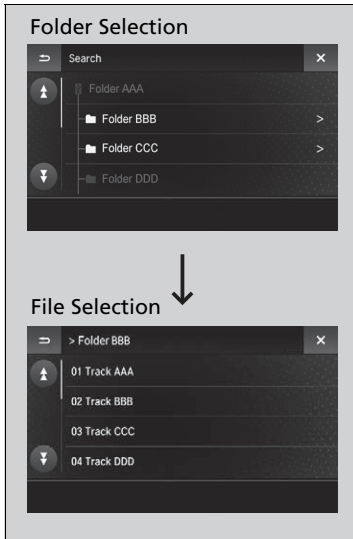 Folder Selection
Search
Folder AAA
Folder BBB >
Folder CCC >
Folder DDD
File Selection
> Folder BBB
01 Track AAA
02 Track BBB
03 Track CCC
04 Track DDD